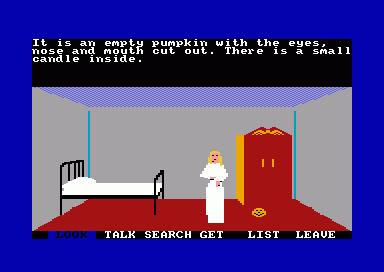 It is an empty pumpkin with the eyes,
nose and mouth cut out. There is a small
candle inside.
LOOK TALK SEARCH GET LIST LEAVE